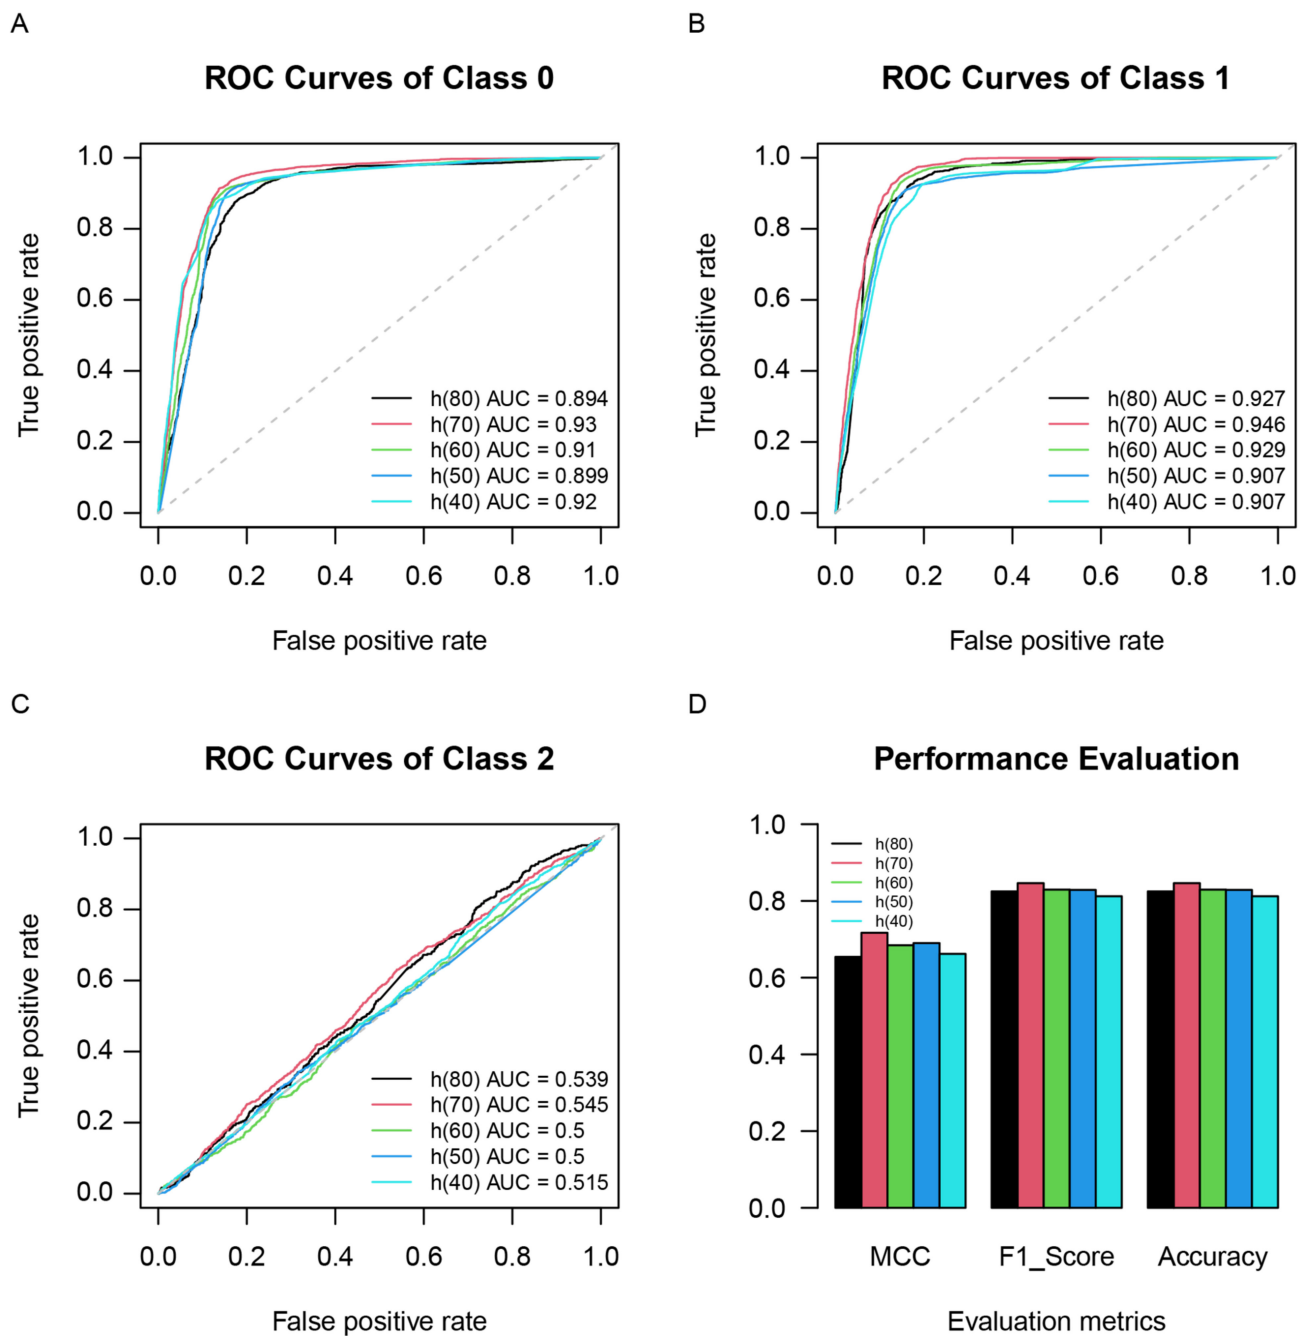 A
ROC Curves of Class 0
True positive rate
1.0
0.8
0.6
0.4
0.2
0.0
h(80) AUC = 0.894
h(70) AUC = 0.93
h(60) AUC = 0.91
h(50) AUC = 0.899
h(40) AUC = 0.92
0.0 0.2 0.4 0.6 0.8 1.0
False positive rate
B
ROC Curves of Class 1
True positive rate
1.0
0.8
0.6
0.4
0.2
0.0
h(80) AUC = 0.927
h(70) AUC = 0.946
h(60) AUC = 0.929
h(50) AUC = 0.907
h(40) AUC = 0.907
0.0 0.2 0.4 0.6 0.8 1.0
False positive rate
C
ROC Curves of Class 2
True positive rate
1.0
0.8
0.6
0.4
0.2
0.0
h(80) AUC = 0.539
h(70) AUC = 0.545
h(60) AUC = 0.5
h(50) AUC = 0.5
h(40) AUC = 0.515
0.0 0.2 0.4 0.6 0.8 1.0
False positive rate
D
Performance Evaluation
1.0
0.8
0.6
0.4
0.2
0.0
h(80)
h(70)
h(60)
h(50)
h(40)
MCC F1_Score Accuracy
Evaluation metrics